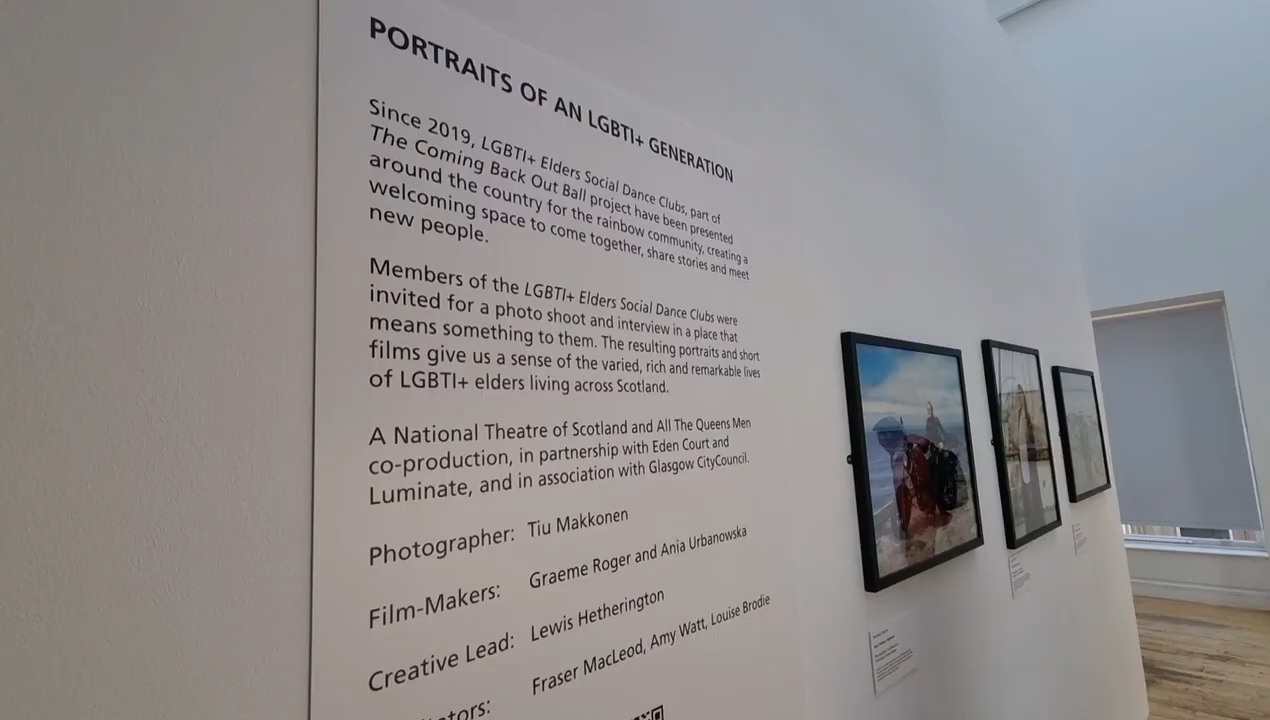 PORTRAITS OF AN LGBTI+ GENERATION
Since 2019, LGBTI+ Elders Social Dance Clubs, part of
The Coming Back Out Ball project have been presented
around the country for the rainbow community, creating a
welcoming space to come together, share stories and meet
new people.
Members of the LGBTI+ Elders Social Dance Clubs were
invited for a photo shoot and interview in a place that
means something to them. The resulting portraits and short
films give us a sense of the varied, rich and remarkable lives
of LGBTI+ elders living across Scotland.
A National Theatre of Scotland and All The Queens Men
co-production, in partnership with Eden Court and
Luminate, and in association with Glasgow CityCouncil.
Photographer: Tiu Makkonen
Film-Makers: Graeme Roger and Ania Urbanowska
Creative Lead: Lewis Hetherington
Fraser MacLeod, Amy Watt, Louise Brodie